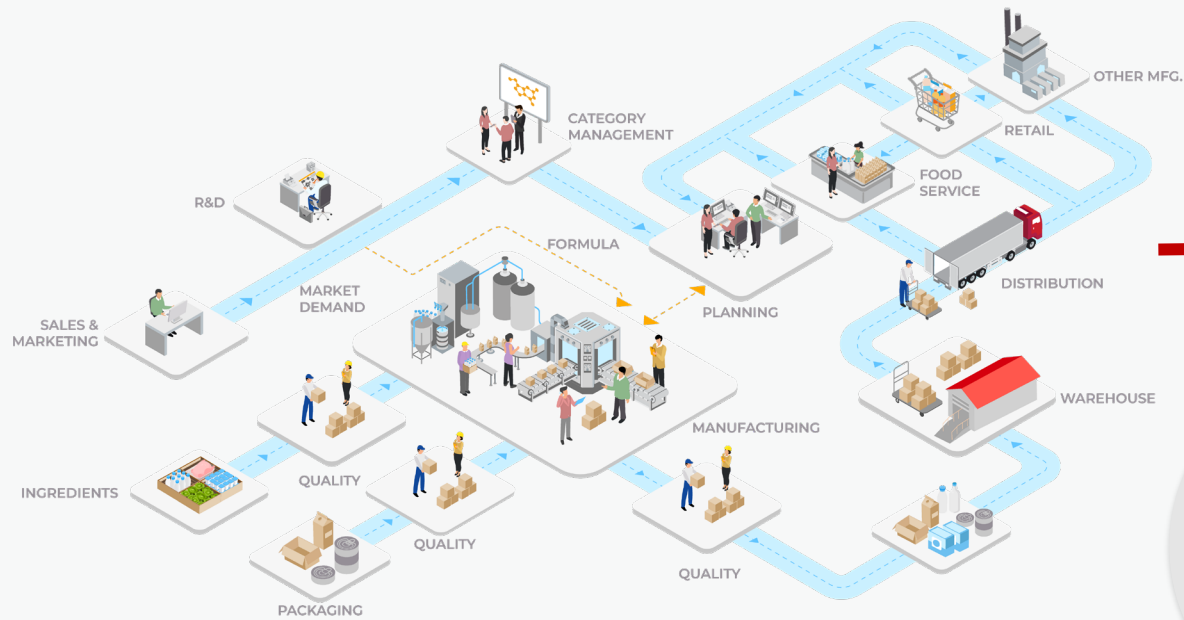 OTHER MFG.
CATEGORY
MANAGEMENT
RETAIL
FOOD
SERVICE
R&D
FORMULA
MARKET
DEMAND
DISTRIBUTION
PLANNING
SALES &
MARKETING
WAREHOUSE
MANUFACTURING
QUALITY
INGREDIENTS
QUALITY
QUALITY
PACKAGING